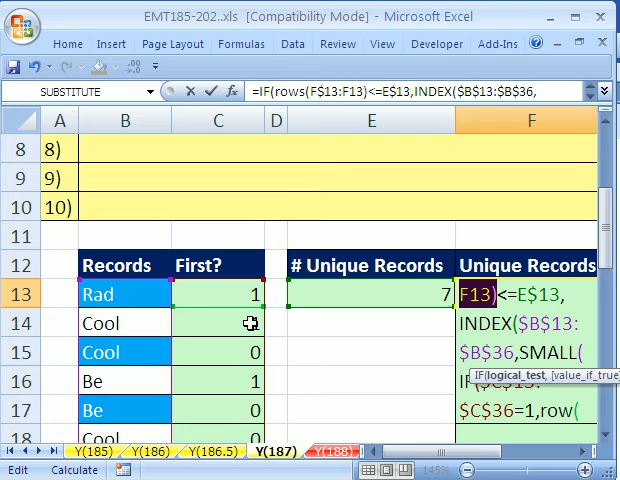 EMT185-202..xls [Compatibility Mode] - Microsoft Excel
Home Insert Page Layout Formulas Data Review View Developer Add-Ins
SUBSTITUTE fx =IF(rows(F$13:F13)<=E$13,INDEX($B$13:$B$36,
A B C D E F
8 8)
9 9)
10 10)
11
12 Records First? # Unique Records Unique Records
13 Rad 1 7 F13)<=E$13,
14 Cool INDEX($B$13:
15 Cool 0 $B$36,SMALL(
IF(logical_test, [value_if_true]
16 Be 1
17 Be 0 $C$36=1,row(
18 Cool 0
Y(185) Y(186) Y(186.5) Y(187) Y(188)
Edit Calculate 145%